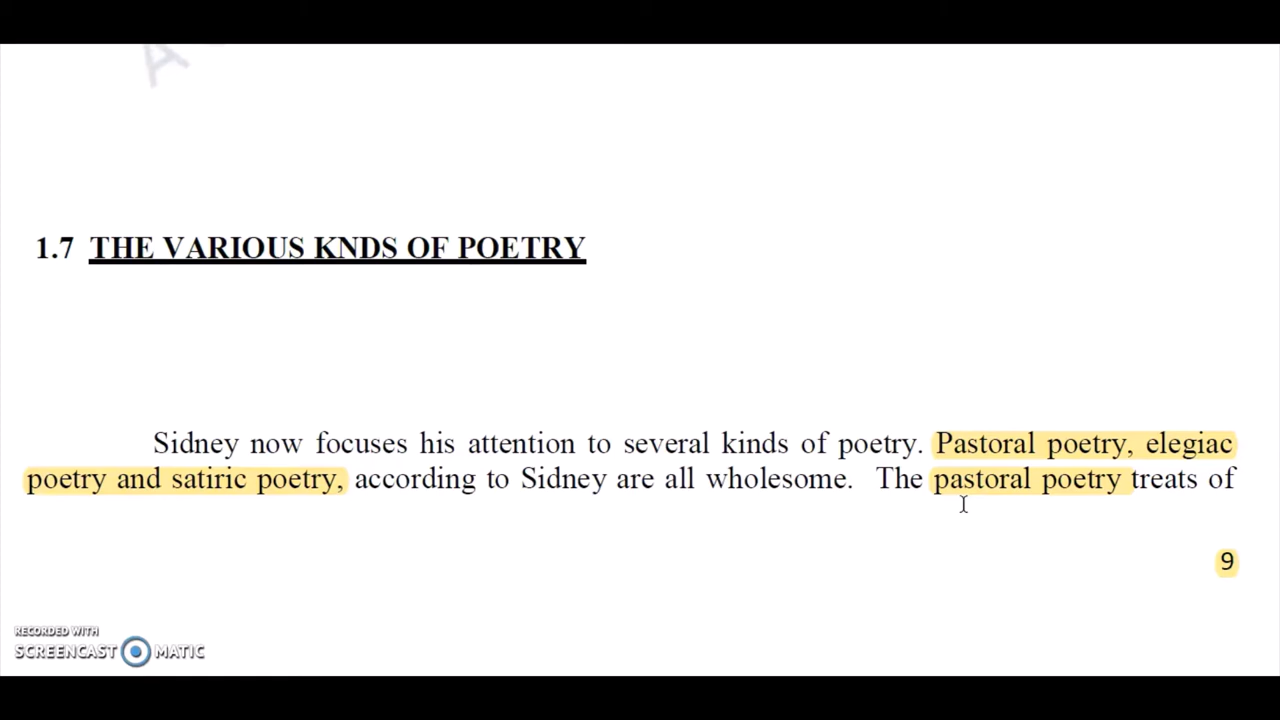 A
1.7 THE VARIOUS KNDS OF POETRY
Sidney now focuses his attention to several kinds of poetry. Pastoral poetry, elegiac
poetry and satiric poetry, according to Sidney are all wholesome. The pastoral poetry treats of
9
RECORDED WITH
SCREENCAST MATIC